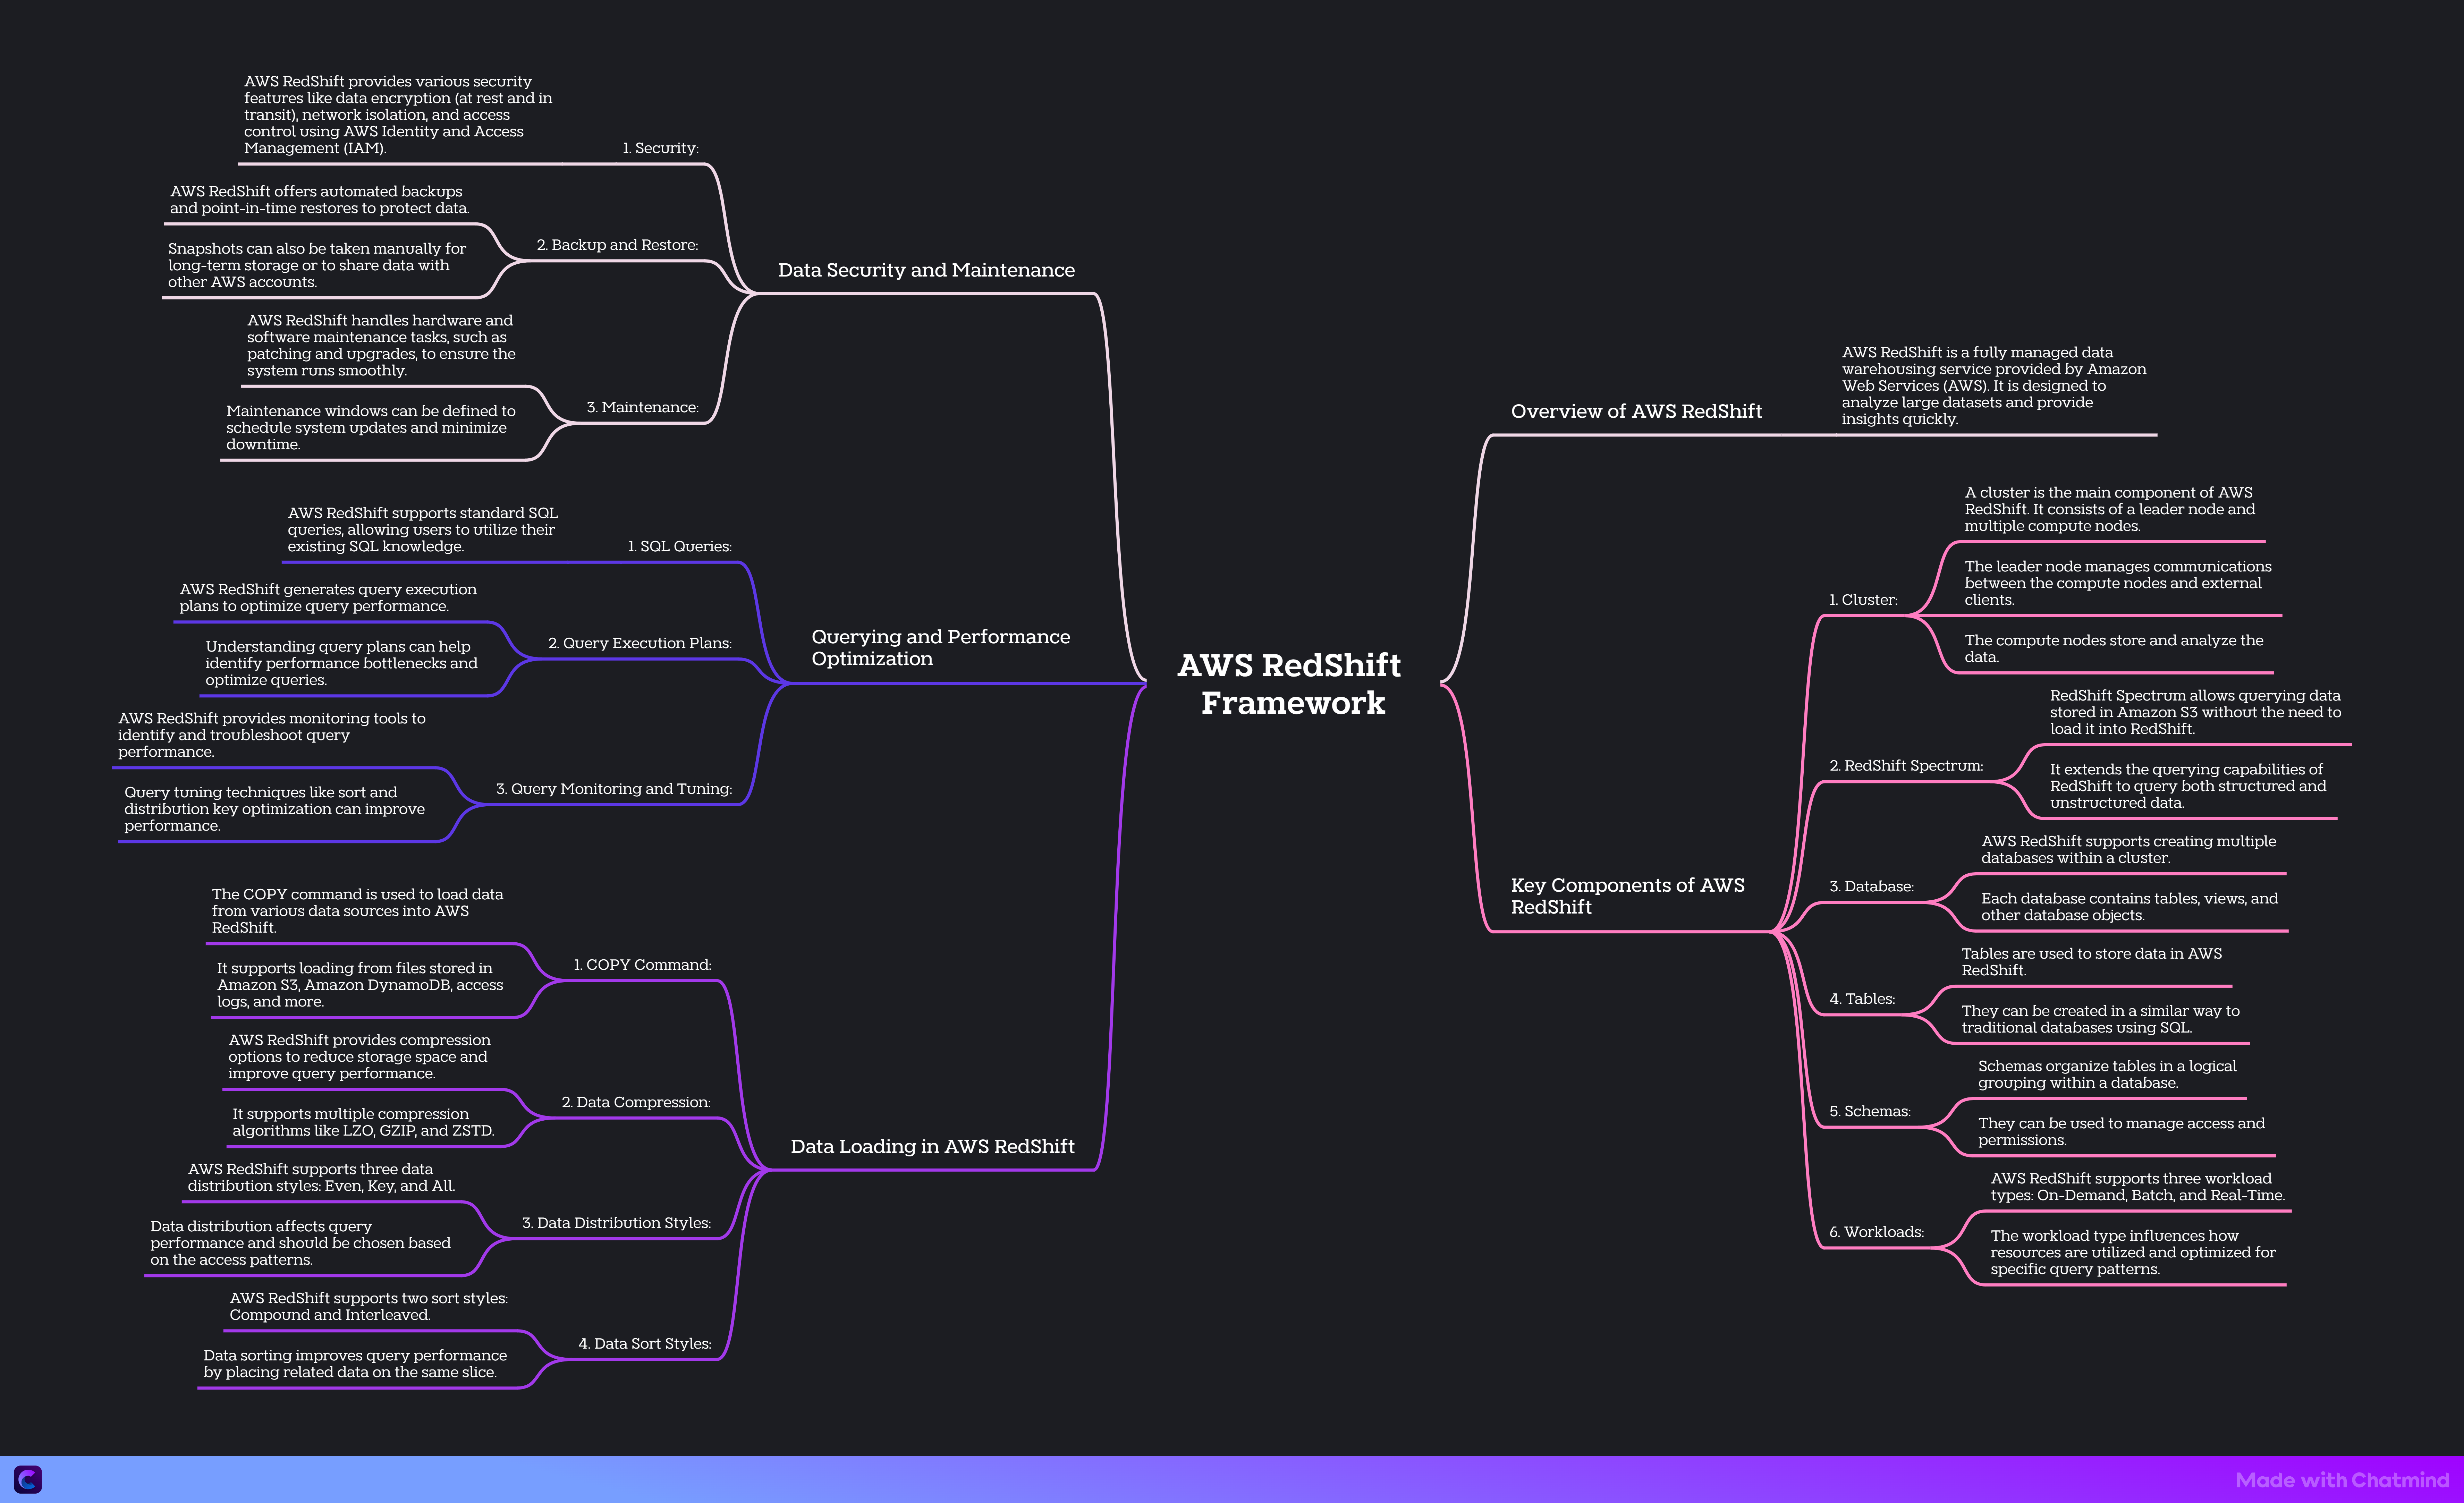 AWS RedShift
Framework
Overview of AWS RedShift
AWS RedShift is a fully managed data
warehousing service provided by Amazon
Web Services (AWS). It is designed to
analyze large datasets and provide
insights quickly.
Key Components of AWS
RedShift
1. Cluster:
A cluster is the main component of AWS
RedShift. It consists of a leader node and
multiple compute nodes.
The leader node manages communications
between the compute nodes and external
clients.
The compute nodes store and analyze the
data.
2. RedShift Spectrum:
RedShift Spectrum allows querying data
stored in Amazon S3 without the need to
load it into RedShift.
It extends the querying capabilities of
RedShift to query both structured and
unstructured data.
3. Database:
AWS RedShift supports creating multiple
databases within a cluster.
Each database contains tables, views, and
other database objects.
4. Tables:
Tables are used to store data in AWS
RedShift.
They can be created in a similar way to
traditional databases using SQL.
5. Schemas:
Schemas organize tables in a logical
grouping within a database.
They can be used to manage access and
permissions.
6. Workloads:
AWS RedShift supports three workload
types: On-Demand, Batch, and Real-Time.
The workload type influences how
resources are utilized and optimized for
specific query patterns.
Data Security and Maintenance
1. Security:
AWS RedShift provides various security
features like data encryption (at rest and in
transit), network isolation, and access
control using AWS Identity and Access
Management (IAM).
2. Backup and Restore:
AWS RedShift offers automated backups
and point-in-time restores to protect data.
Snapshots can also be taken manually for
long-term storage or to share data with
other AWS accounts.
3. Maintenance:
AWS RedShift handles hardware and
software maintenance tasks, such as
patching and upgrades, to ensure the
system runs smoothly.
Maintenance windows can be defined to
schedule system updates and minimize
downtime.
Querying and Performance
Optimization
1. SQL Queries:
AWS RedShift supports standard SQL
queries, allowing users to utilize their
existing SQL knowledge.
2. Query Execution Plans:
AWS RedShift generates query execution
plans to optimize query performance.
Understanding query plans can help
identify performance bottlenecks and
optimize queries.
3. Query Monitoring and Tuning:
AWS RedShift provides monitoring tools to
identify and troubleshoot query
performance.
Query tuning techniques like sort and
distribution key optimization can improve
performance.
Data Loading in AWS RedShift
1. COPY Command:
The COPY command is used to load data
from various data sources into AWS
RedShift.
It supports loading from files stored in
Amazon S3, Amazon DynamoDB, access
logs, and more.
2. Data Compression:
AWS RedShift provides compression
options to reduce storage space and
improve query performance.
It supports multiple compression
algorithms like LZO, GZIP, and ZSTD.
3. Data Distribution Styles:
AWS RedShift supports three data
distribution styles: Even, Key, and All.
Data distribution affects query
performance and should be chosen based
on the access patterns.
4. Data Sort Styles:
AWS RedShift supports two sort styles:
Compound and Interleaved.
Data sorting improves query performance
by placing related data on the same slice.
Made with Chatmind